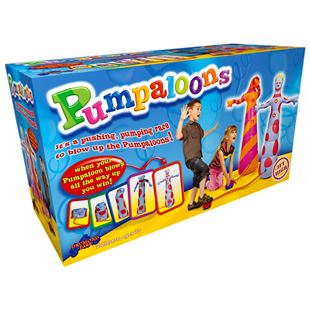 Pumpaloons
It's a pushing, pumping race
to blow up the Pumpaloons!
when your
Pumpaloon blows
all the way up
you win!